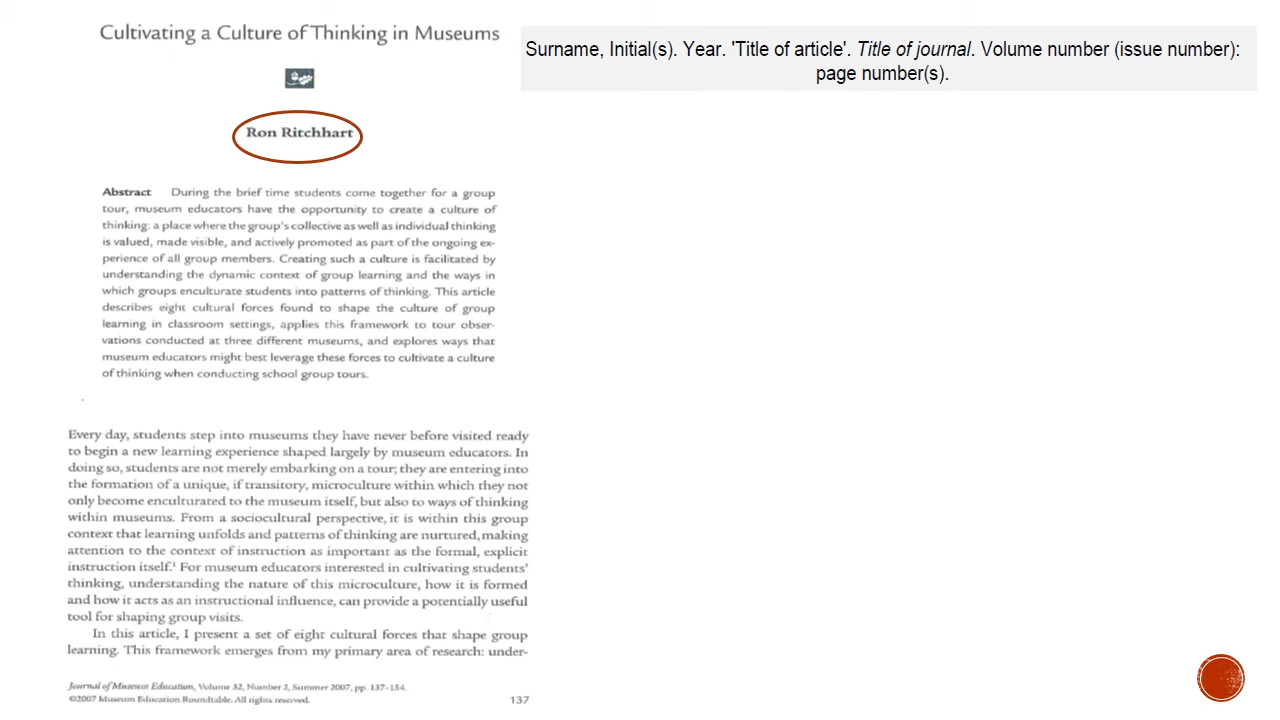 Cultivating a Culture of Thinking in Museums
Ron Ritchhart
Abstract During the brief time students come together for a group
tour, museum educators have the opportunity to create a culture of
thinking: a place where the group's collective as well as individual thinking
is valued, made visible, and actively promoted as part of the ongoing ex-
perience of all group members. Creating such a culture is facilitated by
understanding the dynamic context of group learning and the ways in
which groups enculturate students into patterns of thinking. This article
describes eight cultural forces found to shape the culture of group
learning in classroom settings, applies this framework to tour obser-
vations conducted at three different museums, and explores ways that
museum educators might best leverage these forces to cultivate a culture
of thinking when conducting school group tours.
Every day, students step into museums they have never before visited ready
to begin a new learning experience shaped largely by museum educators. In
doing so, students are not merely embarking on a tour; they are entering into
the formation of a unique, if transitory, microculture within which they not
only become enculturated to the museum itself, but also to ways of thinking
within museums. From a sociocultural perspective, it is within this group
context that learning unfolds and patterns of thinking are nurtured, making
attention to the context of instruction as important as the formal, explicit
instruction itself.¹ For museum educators interested in cultivating students'
thinking, understanding the nature of this microculture, how it is formed
and how it acts as an instructional influence, can provide a potentially useful
tool for shaping group visits.
In this article, I present a set of eight cultural forces that shape group
learning. This framework emerges from my primary area of research: under-
Journal of Museum Education, Volume 32, Number 2, Summer 2007, pp. 137–154.
©2007 Museum Education Roundtable. All rights reserved.
137
Surname, Initial(s). Year. 'Title of article'. Title of journal. Volume number (issue number):
page number(s).